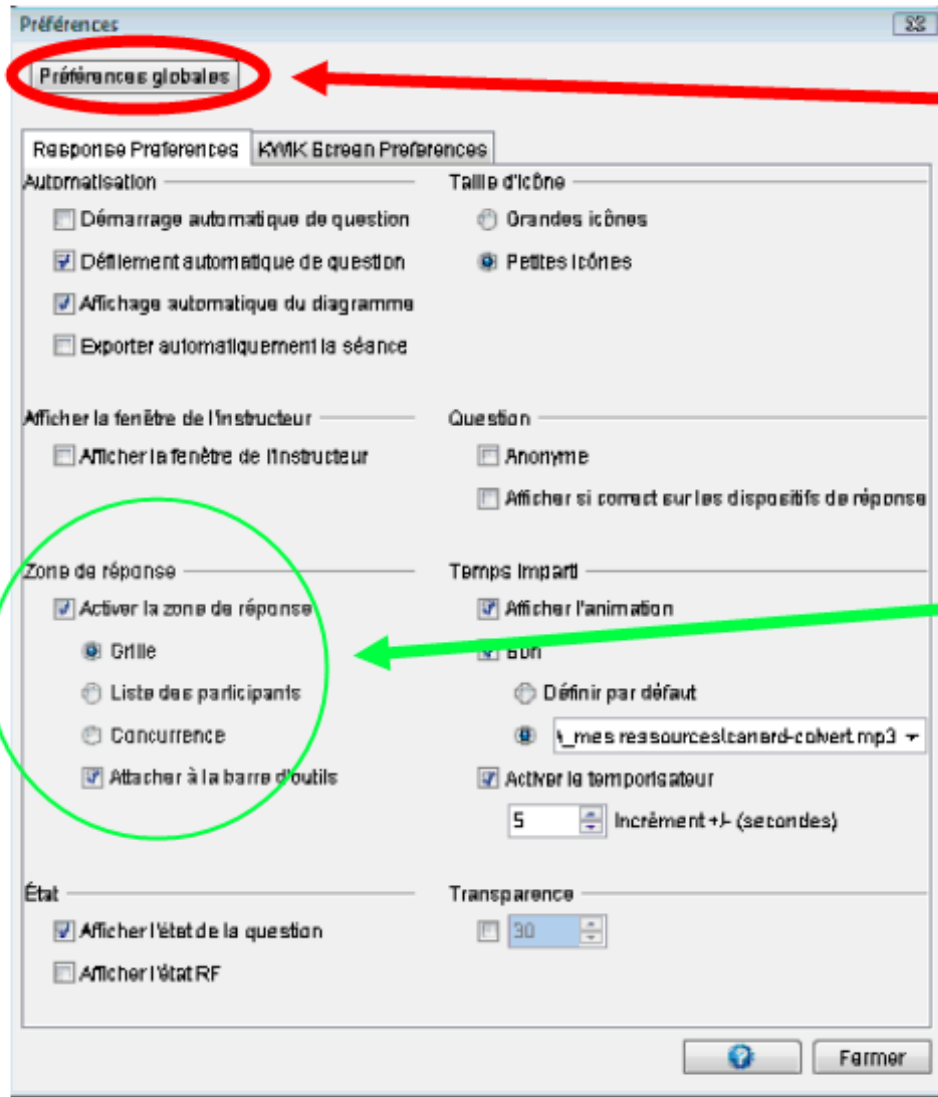 Préférences
Préférences globales
Response Preferences
KWIK Screen Preferences
Automatisation
Démarrage automatique de question
Défilement automatique de question
Affichage automatique du diagramme
Exporter automatiquement la séance
Taille d'icône
Grandes icônes
Petites icônes
Afficher la fenêtre de l'instructeur
Afficher la fenêtre de l'instructeur
Question
Anonyme
Afficher si correct sur les dispositifs de réponse
Zone de réponse
Activer la zone de réponse
Grille
Liste des participants
Concurrence
Attacher à la barre d'outils
Temps imparti
Afficher l'animation
Son
Définir par défaut
\_mes ressources\canard-colvert.mp3
Activer le temporisateur
5 Incrément +/- (secondes)
État
Afficher l'état de la question
Afficher l'état RF
Transparence
30
Fermer